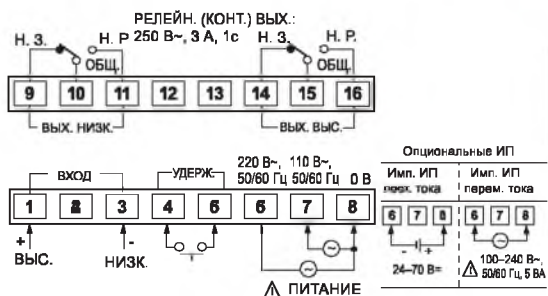 РЕЛЕЙН. (КОНТ.) ВЫХ.:
Н. З. Н. Р 250 В~, 3 А, 1с Н. З. Н. Р.
ОБЩ. ОБЩ.
9 10 11 12 13 14 15 16
ВЫХ. НИЗК. ВЫХ. ВЫС.
Опциональные ИП
220 В~, 110 В~,
ВХОД УДЕРЖ. 50/60 Гц 50/60 Гц 0 В
Имп. ИП Имп. ИП
тока перем. тока
1 2 3 4 5 6 7 8
6 7 8 6 7 8
+ - - +
ВЫС. НИЗК.
24–70 В= 100–240 В~,
50/60 Гц, 5 ВА
ПИТАНИЕ